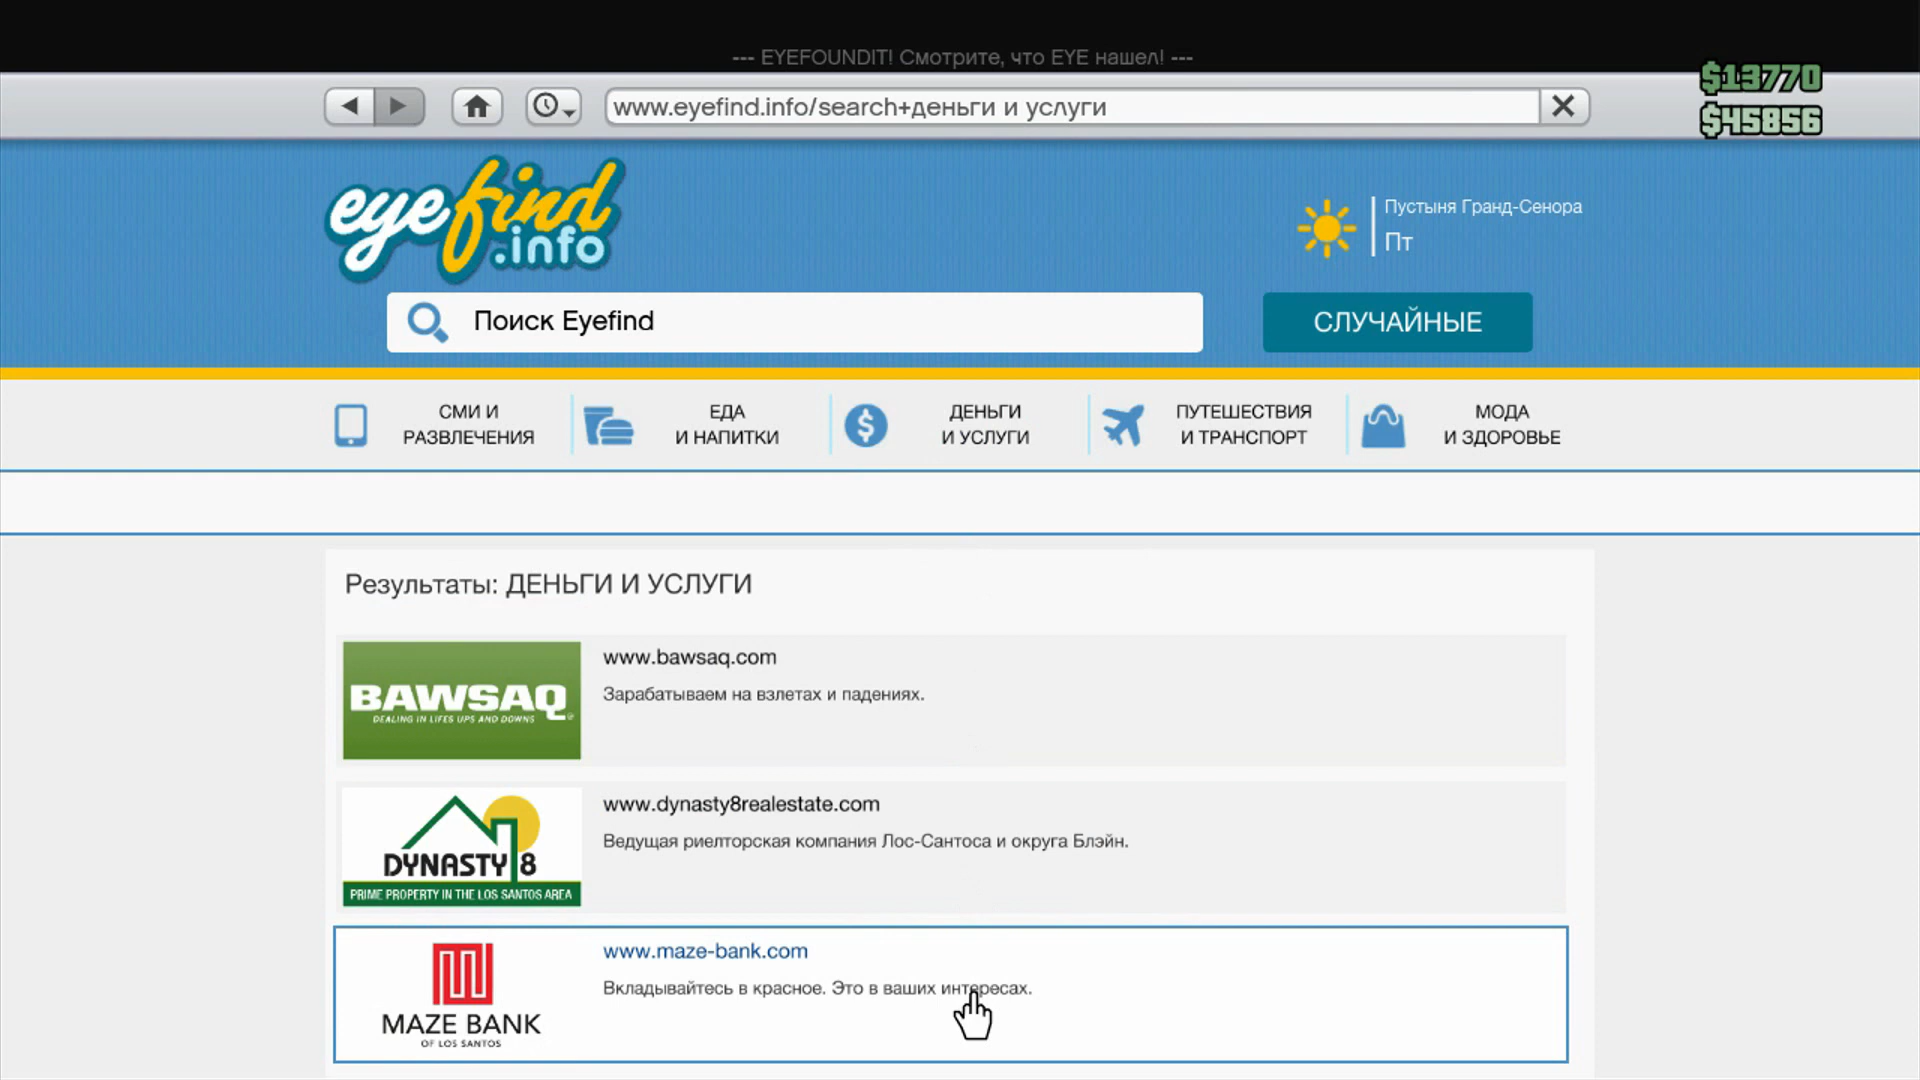 --- EYEFOUNDIT! Смотрите, что EYE нашел! ---
$13770
www.eyefind.info/search+деньги и услуги
$45856
eyefind
.info
Пустыня Гранд-Сенора
Пт
Поиск Eyefind
СЛУЧАЙНЫЕ
СМИ И
РАЗВЛЕЧЕНИЯ
ЕДА
И НАПИТКИ
ДЕНЬГИ
И УСЛУГИ
ПУТЕШЕСТВИЯ
И ТРАНСПОРТ
МОДА
И ЗДОРОВЬЕ
Результаты: ДЕНЬГИ И УСЛУГИ
BAWSAQ
DEALING IN LIFES UPS AND DOWNS
www.bawsaq.com
Зарабатываем на взлетах и падениях.
DYNASTY 8
PRIME PROPERTY IN THE LOS SANTOS AREA
www.dynasty8realestate.com
Ведущая риелторская компания Лос-Сантоса и округа Блэйн.
MAZE BANK
OF LOS SANTOS
www.maze-bank.com
Вкладывайтесь в красное. Это в ваших интересах.